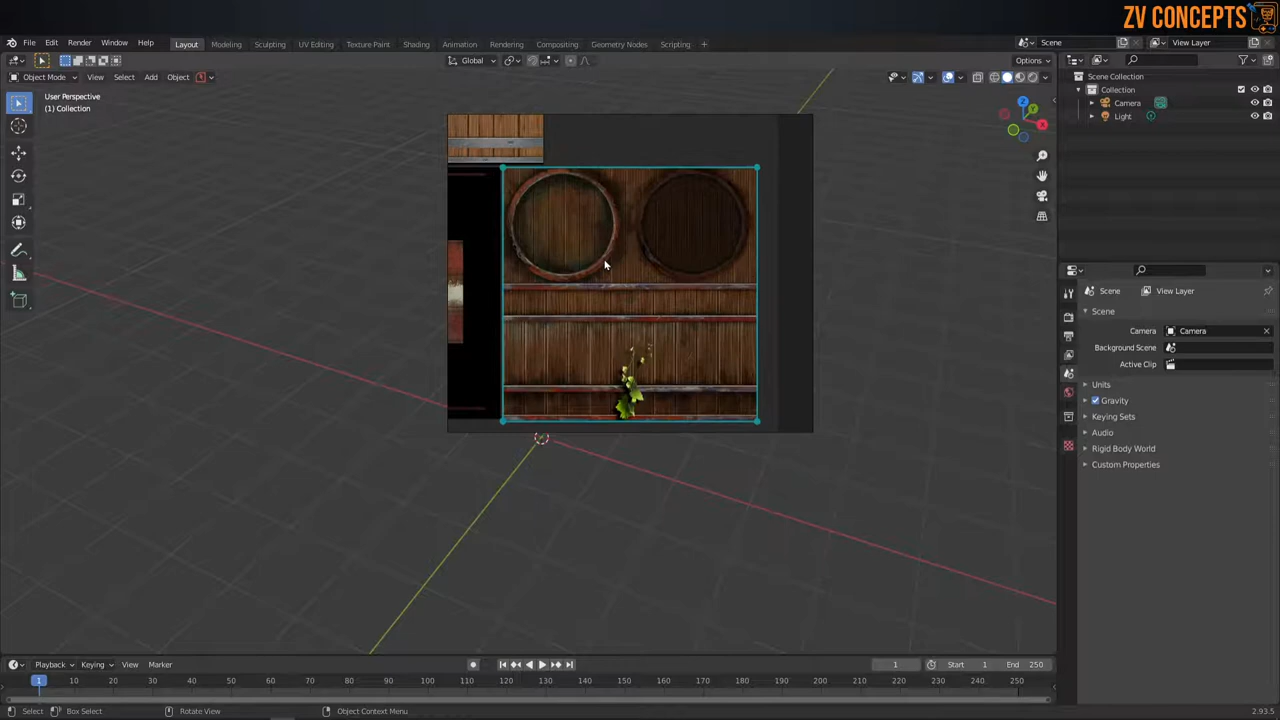 ZV CONCEPTS
File Edit Render Window Help Layout Modeling Sculpting UV Editing Texture Paint Shading Animation Rendering Compositing Geometry Nodes Scripting + Scene View Layer
Global Options
Object Mode View Select Add Object
User Perspective
(1) Collection
Z
Y
X
Scene Collection
Collection
Camera
Light
Scene View Layer
Scene
Camera Camera
Background Scene
Active Clip
Units
Gravity
Keying Sets
Audio
Rigid Body World
Custom Properties
Playback Keying View Marker 1 Start 1 End 250
1 10 20 30 40 50 60 70 80 90 100 110 120 130 140 150 160 170 180 190 200 210 220 230 240 250
Select Box Select Rotate View Object Context Menu 2.93.5